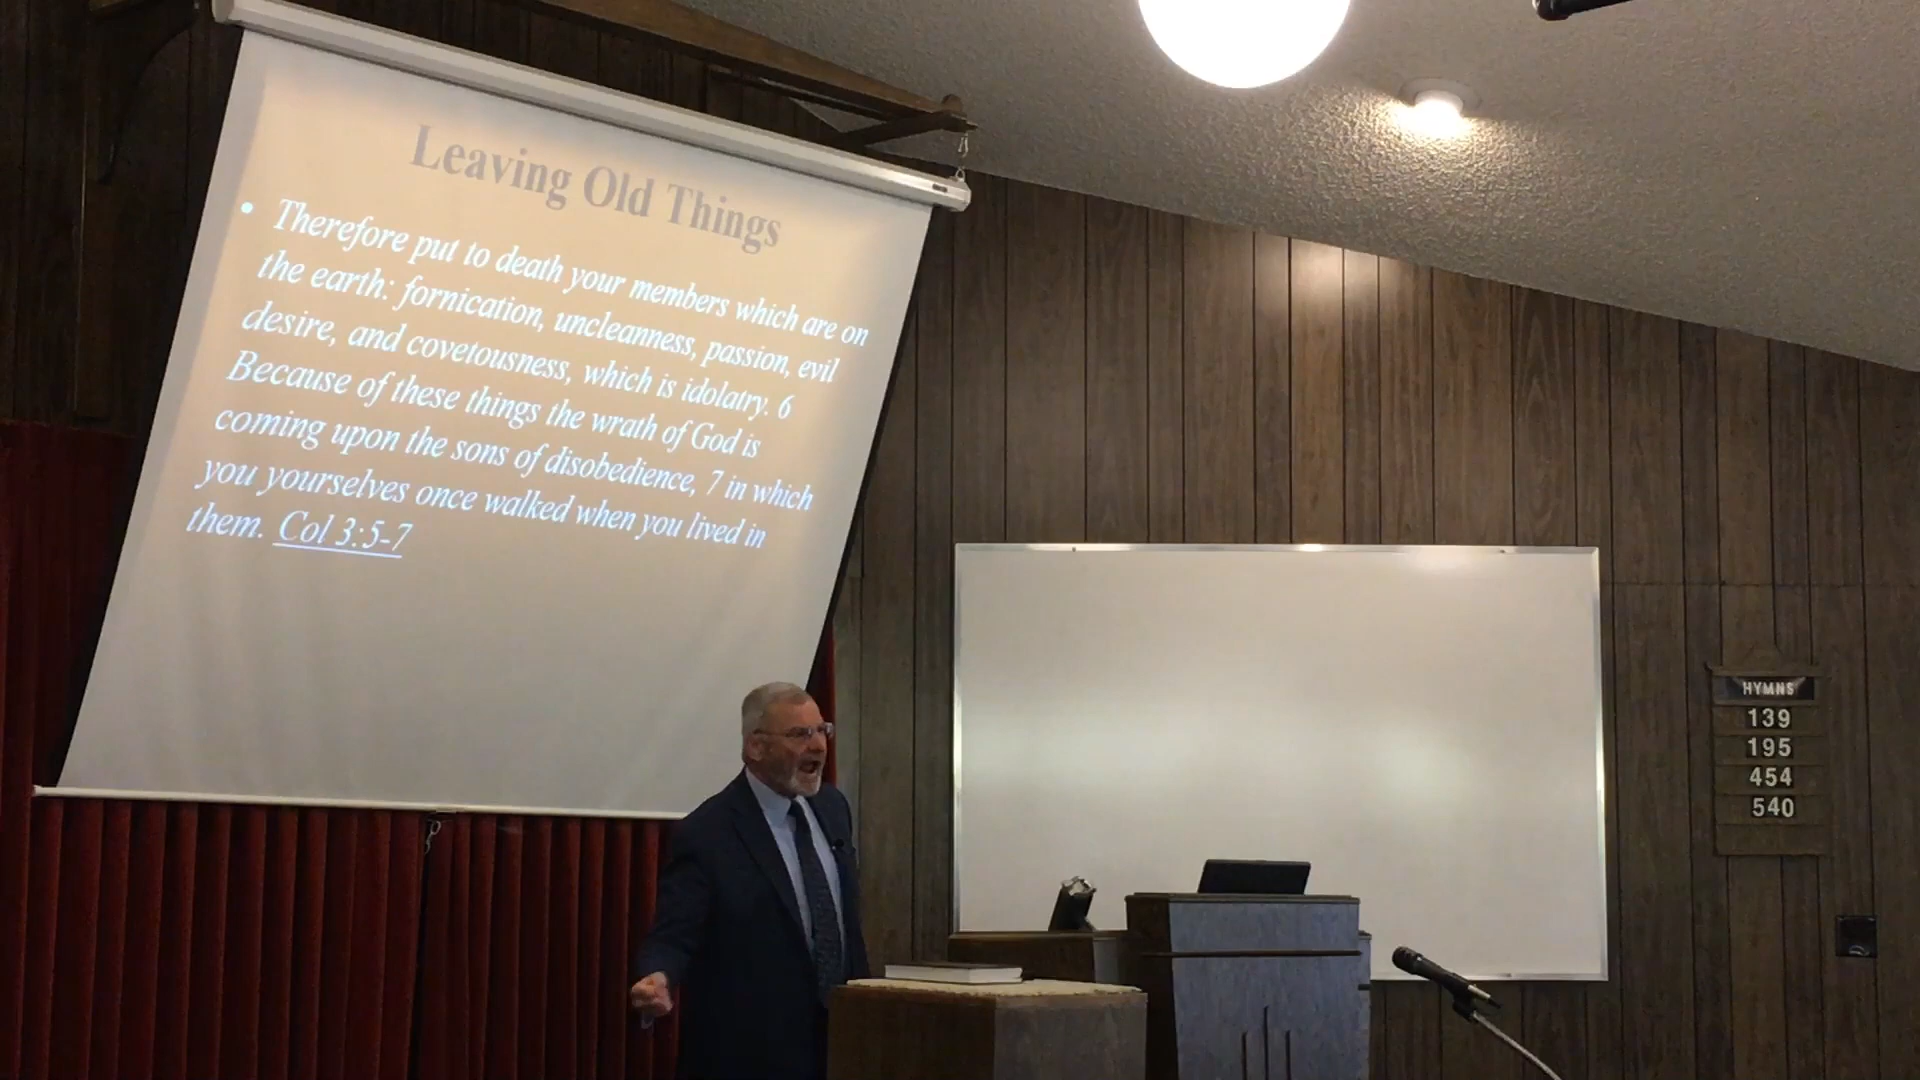 Leaving Old Things
• Therefore put to death your members which are on
the earth: fornication, uncleanness, passion, evil
desire, and covetousness, which is idolatry. 6
Because of these things the wrath of God is
coming upon the sons of disobedience, 7 in which
you yourselves once walked when you lived in
them. Col 3:5-7
HYMNS
139
195
454
540